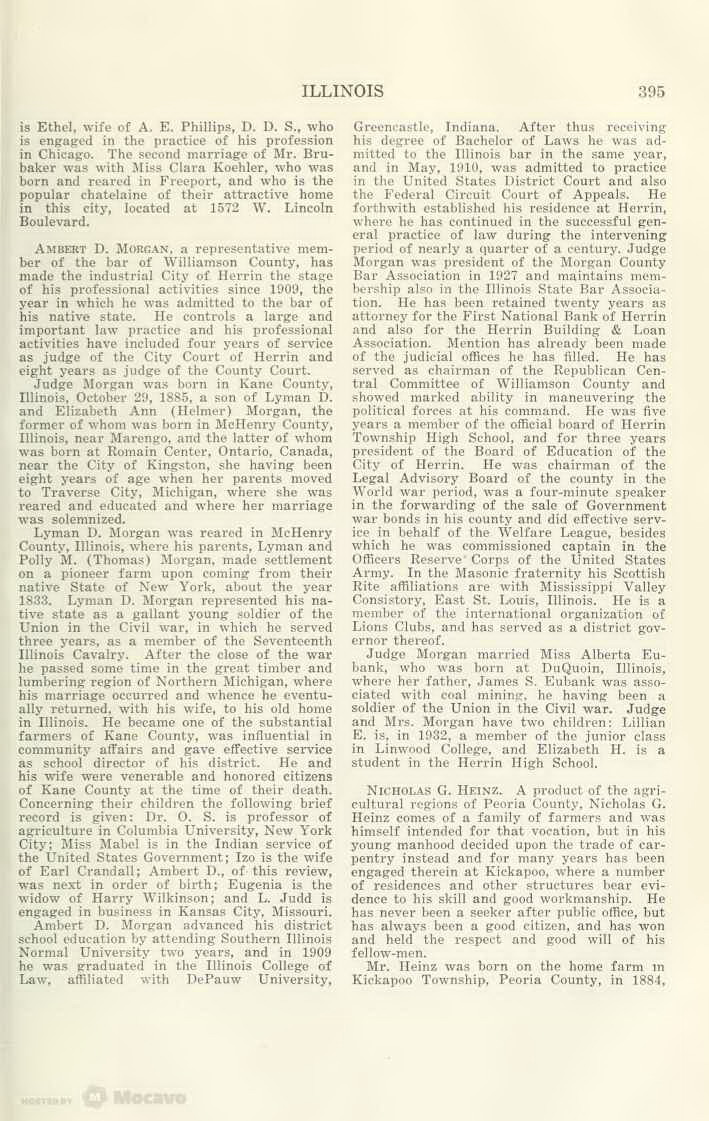 ILLINOIS 395
is Ethel, wife of A. E. Phillips, D. D. S., who
is engaged in the practice of his profession
in Chicago. The second marriage of Mr. Bru-
baker was with Miss Clara Koehler, who was
born and reared in Freeport, and who is the
popular chatelaine of their attractive home
in this city, located at 1572 W. Lincoln
Boulevard.
AMBERT D. MORGAN, a representative mem-
ber of the bar of Williamson County, has
made the industrial City of Herrin the stage
of his professional activities since 1909, the
year in which he was admitted to the bar of
his native state. He controls a large and
important law practice and his professional
activities have included four years of service
as judge of the City Court of Herrin and
eight years as judge of the County Court.
Judge Morgan was born in Kane County,
Illinois, October 29, 1885, a son of Lyman D.
and Elizabeth Ann (Helmer) Morgan, the
former of whom was born in McHenry County,
Illinois, near Marengo, and the latter of whom
was born at Romain Center, Ontario, Canada,
near the City of Kingston, she having been
eight years of age when her parents moved
to Traverse City, Michigan, where she was
reared and educated and where her marriage
was solemnized.
Lyman D. Morgan was reared in McHenry
County, Illinois, where his parents, Lyman and
Polly M. (Thomas) Morgan, made settlement
on a pioneer farm upon coming from their
native State of New York, about the year
1833. Lyman D. Morgan represented his na-
tive state as a gallant young soldier of the
Union in the Civil war, in which he served
three years, as a member of the Seventeenth
Illinois Cavalry. After the close of the war
he passed some time in the great timber and
lumbering region of Northern Michigan, where
his marriage occurred and whence he eventu-
ally returned, with his wife, to his old home
in Illinois. He became one of the substantial
farmers of Kane County, was influential in
community affairs and gave effective service
as school director of his district. He and
his wife were venerable and honored citizens
of Kane County at the time of their death.
Concerning their children the following brief
record is given: Dr. O. S. is professor of
agriculture in Columbia University, New York
City; Miss Mabel is in the Indian service of
the United States Government; Izo is the wife
of Earl Crandall; Ambert D., of this review,
was next in order of birth; Eugenia is the
widow of Harry Wilkinson; and L. Judd is
engaged in business in Kansas City, Missouri.
Ambert D. Morgan advanced his district
school education by attending Southern Illinois
Normal University two years, and in 1909
he was graduated in the Illinois College of
Law, affiliated with DePauw University,
Greencastle, Indiana. After thus receiving
his degree of Bachelor of Laws he was ad-
mitted to the Illinois bar in the same year,
and in May, 1910, was admitted to practice
in the United States District Court and also
the Federal Circuit Court of Appeals. He
forthwith established his residence at Herrin,
where he has continued in the successful gen-
eral practice of law during the intervening
period of nearly a quarter of a century. Judge
Morgan was president of the Morgan County
Bar Association in 1927 and maintains mem-
bership also in the Illinois State Bar Associa-
tion. He has been retained twenty years as
attorney for the First National Bank of Herrin
and also for the Herrin Building & Loan
Association. Mention has already been made
of the judicial offices he has filled. He has
served as chairman of the Republican Cen-
tral Committee of Williamson County and
showed marked ability in maneuvering the
political forces at his command. He was five
years a member of the official board of Herrin
Township High School, and for three years
president of the Board of Education of the
City of Herrin. He was chairman of the
Legal Advisory Board of the county in the
World war period, was a four-minute speaker
in the forwarding of the sale of Government
war bonds in his county and did effective serv-
ice in behalf of the Welfare League, besides
which he was commissioned captain in the
Officers Reserve Corps of the United States
Army. In the Masonic fraternity his Scottish
Rite affiliations are with Mississippi Valley
Consistory, East St. Louis, Illinois. He is a
member of the international organization of
Lions Clubs, and has served as a district gov-
ernor thereof.
Judge Morgan married Miss Alberta Eu-
bank, who was born at DuQuoin, Illinois,
where her father, James S. Eubank was asso-
ciated with coal mining, he having been a
soldier of the Union in the Civil war. Judge
and Mrs. Morgan have two children: Lillian
E. is, in 1932, a member of the junior class
in Linwood College, and Elizabeth H. is a
student in the Herrin High School.
NICHOLAS G. HEINZ. A product of the agri-
cultural regions of Peoria County, Nicholas G.
Heinz comes of a family of farmers and was
himself intended for that vocation, but in his
young manhood decided upon the trade of car-
pentry instead and for many years has been
engaged therein at Kickapoo, where a number
of residences and other structures bear evi-
dence to his skill and good workmanship. He
has never been a seeker after public office, but
has always been a good citizen, and has won
and held the respect and good will of his
fellow-men.
Mr. Heinz was born on the home farm in
Kickapoo Township, Peoria County, in 1884,
HOSTED BY Mocavo